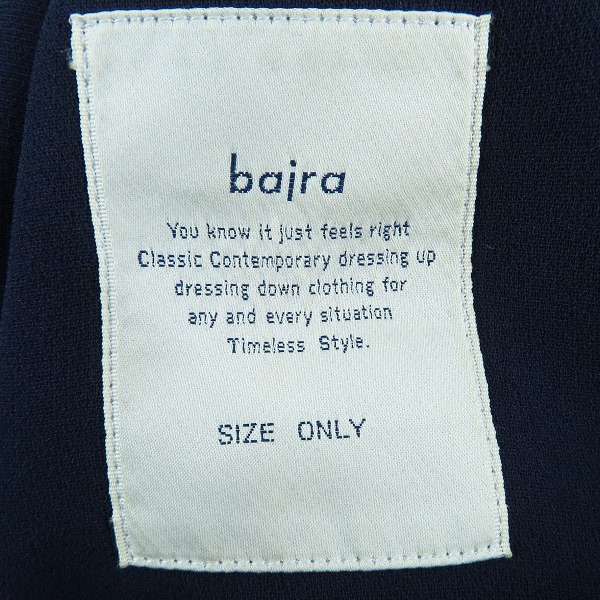 bajra
You know it just feels right
Classic Contemporary dressing up
dressing down clothing for
any and every situation
Timeless Style.
SIZE ONLY